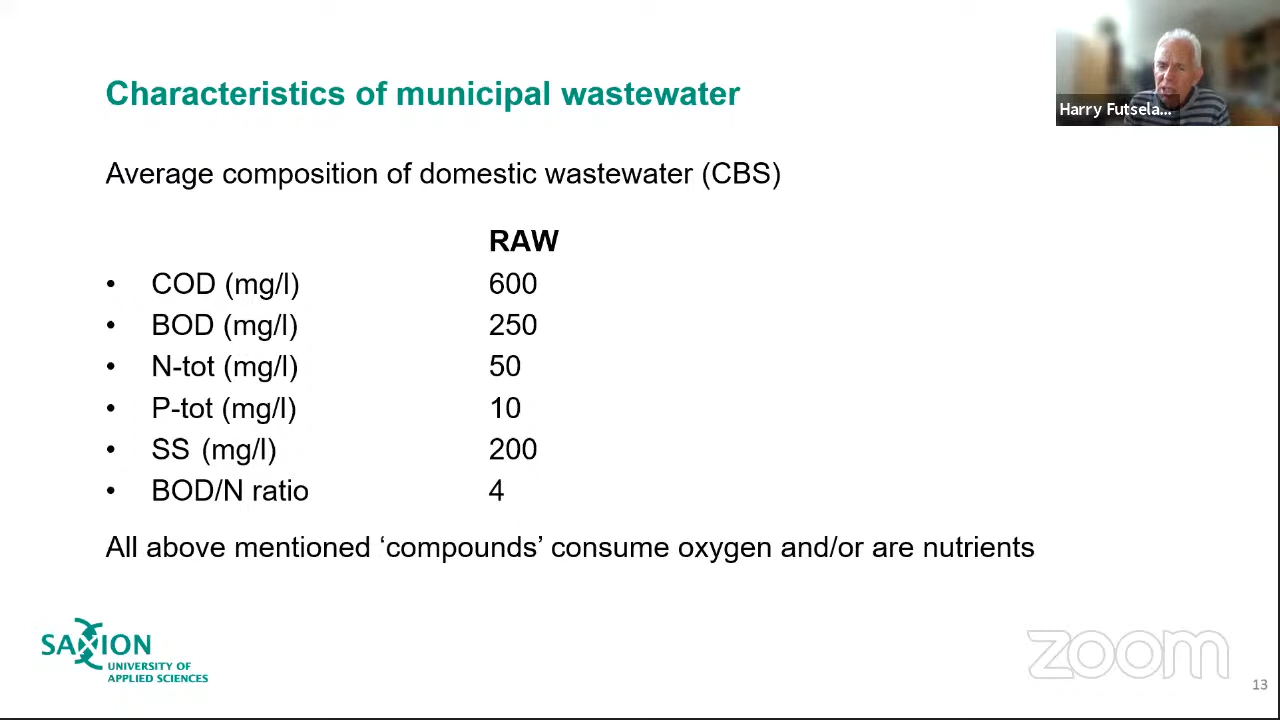 Characteristics of municipal wastewater
Harry Futsela...
Average composition of domestic wastewater (CBS)
RAW
• COD (mg/l) 600
• BOD (mg/l) 250
• N-tot (mg/l) 50
• P-tot (mg/l) 10
• SS (mg/l) 200
• BOD/N ratio 4
All above mentioned ‘compounds’ consume oxygen and/or are nutrients
SAXION
UNIVERSITY OF
APPLIED SCIENCES
zoom
13